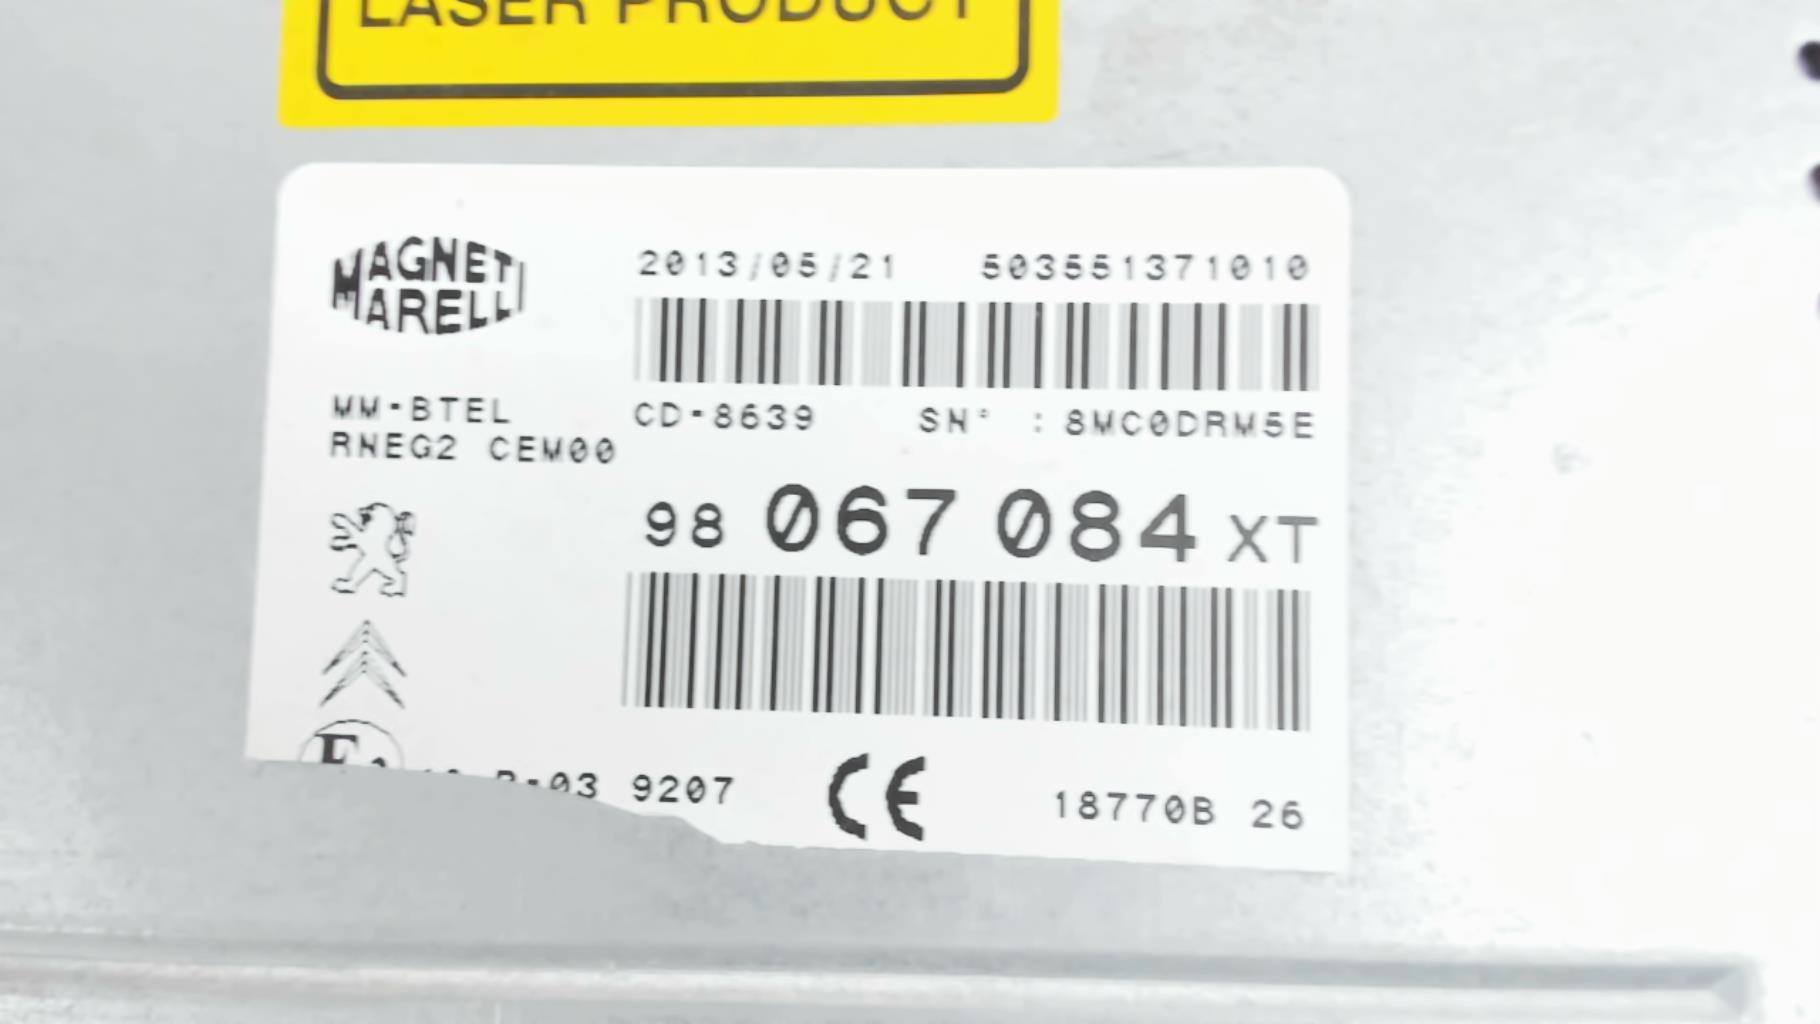 LASER PRODUCT
MAGNETI
MARELLI
2013/05/21 503551371010
MM-BTEL
RNEG2 CEM00
CD-8639 SN° : 8MC0DRM5E
98 067 084 XT
03 9207 CE 18770B 26